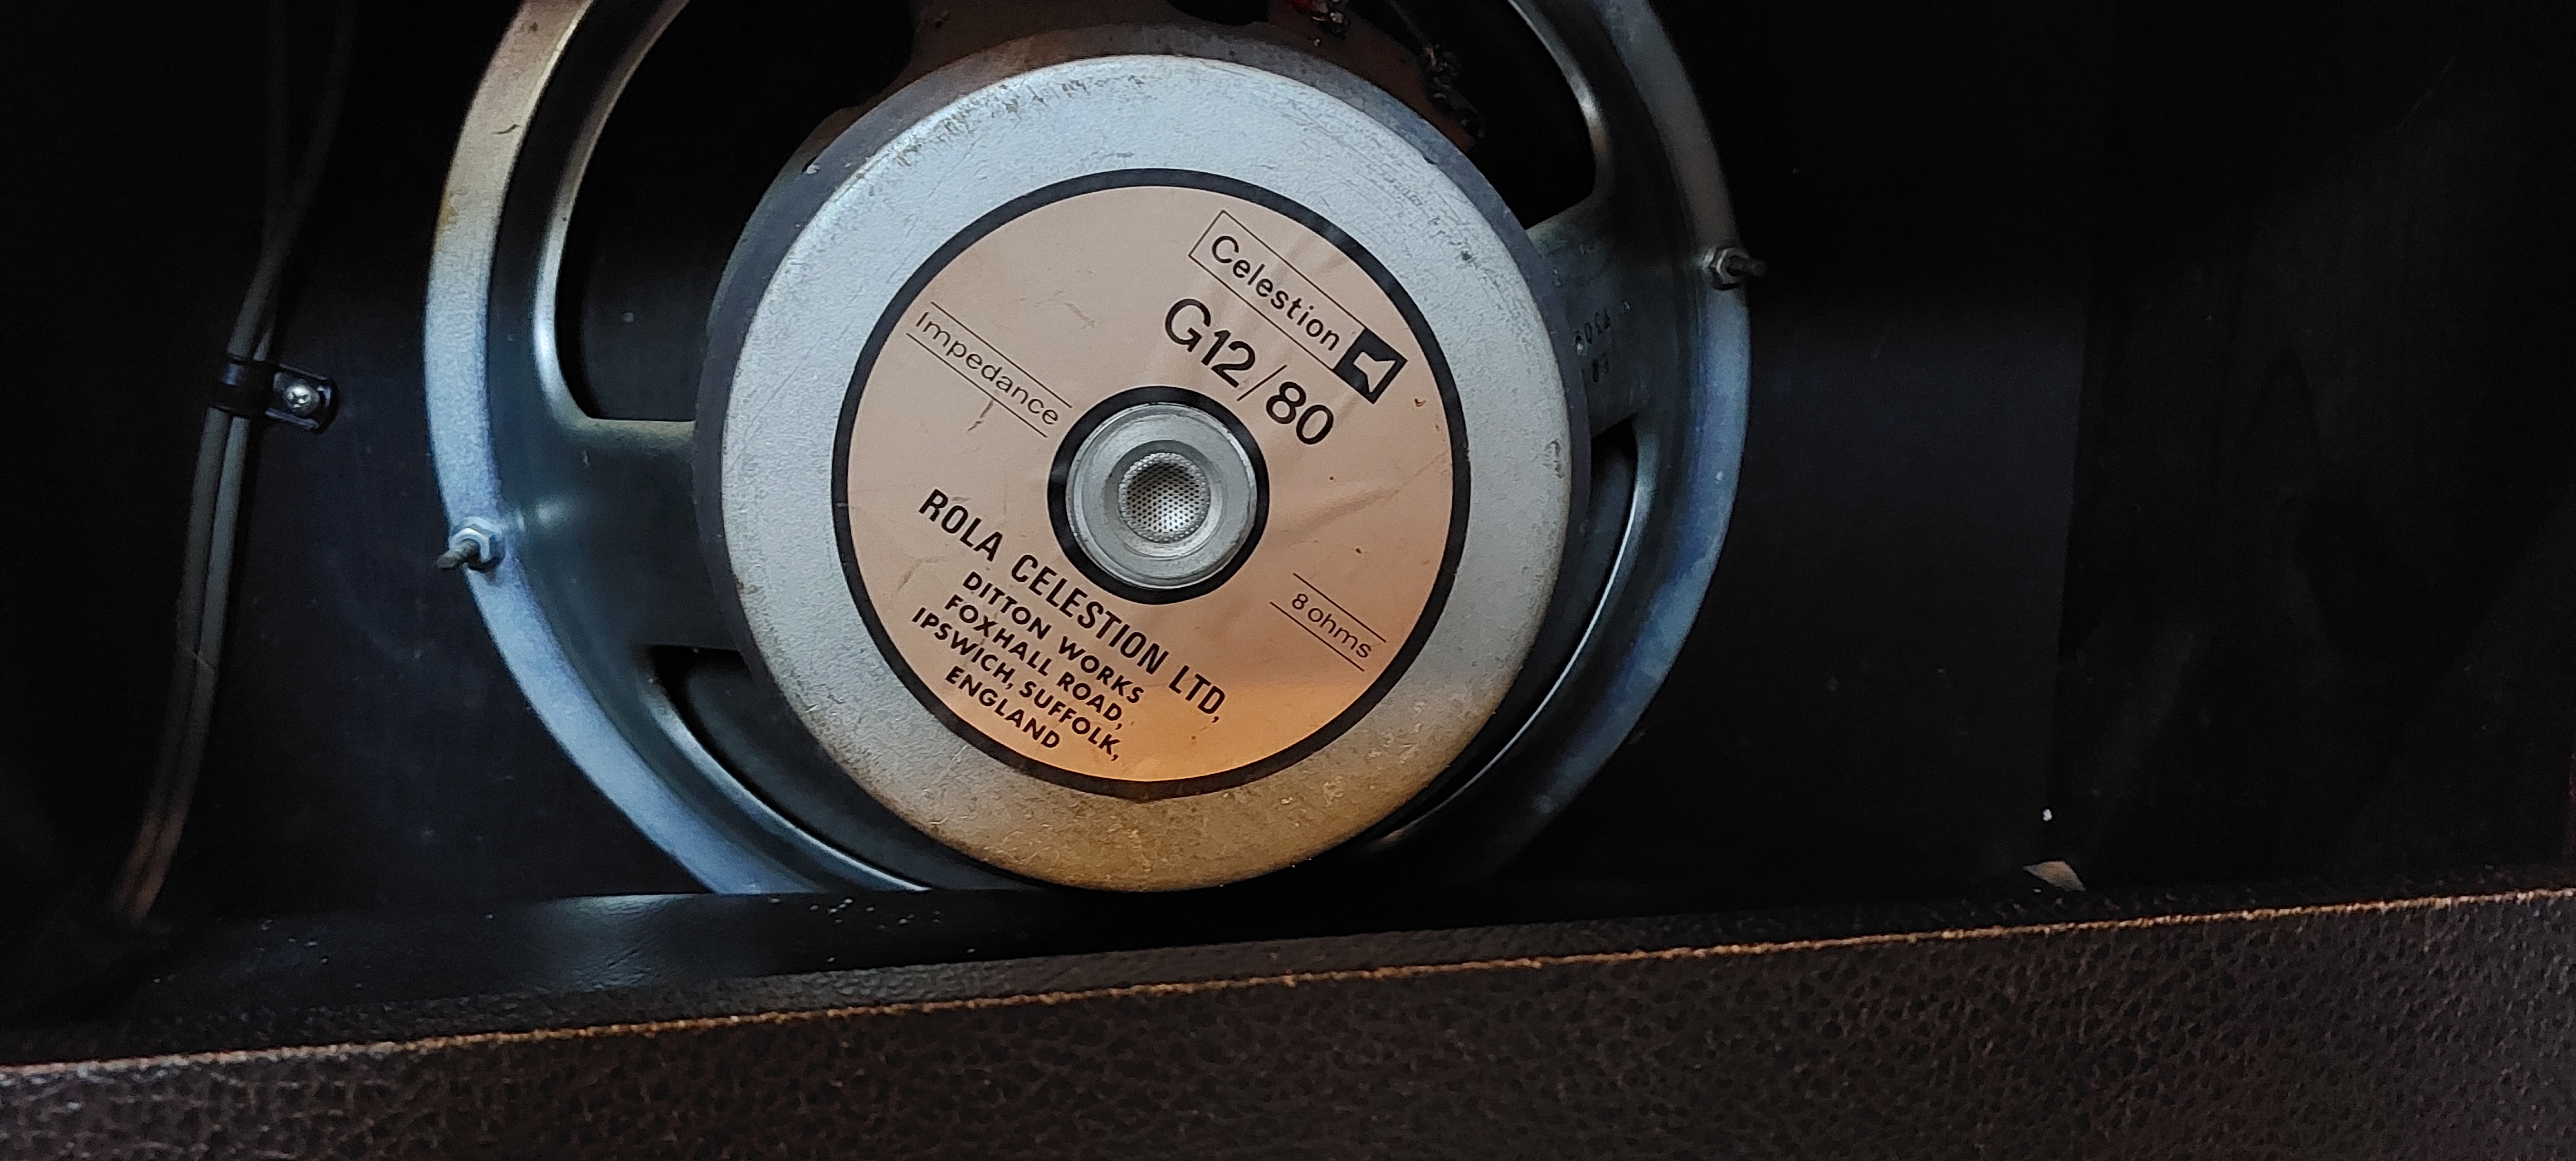 Celestion
G12/80
Impedance
8 ohms
ROLA CELESTION LTD,
DITTON WORKS
FOXHALL ROAD,
IPSWICH, SUFFOLK,
ENGLAND